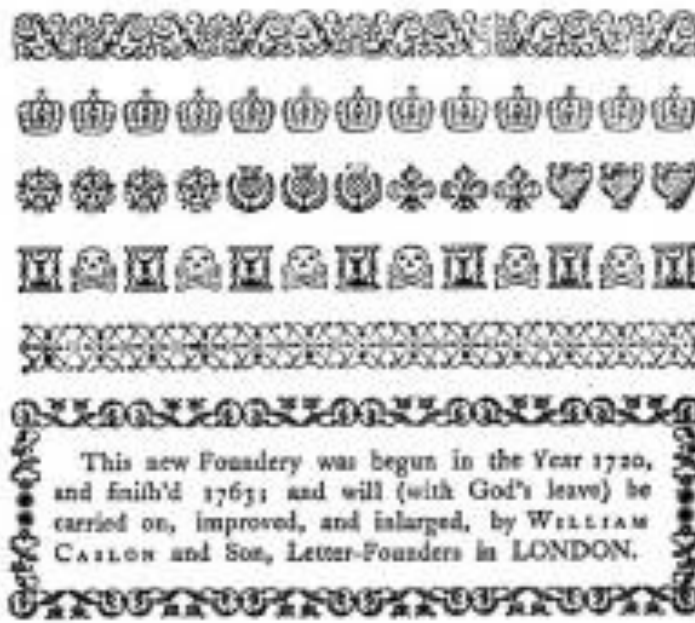 This new Foundery was begun in the Year 1720,
and finiſh'd 1763; and will (with God's leave) be
carried on, improved, and inlarged, by WILLIAM
CASLON and Son, Letter-Founders in LONDON.